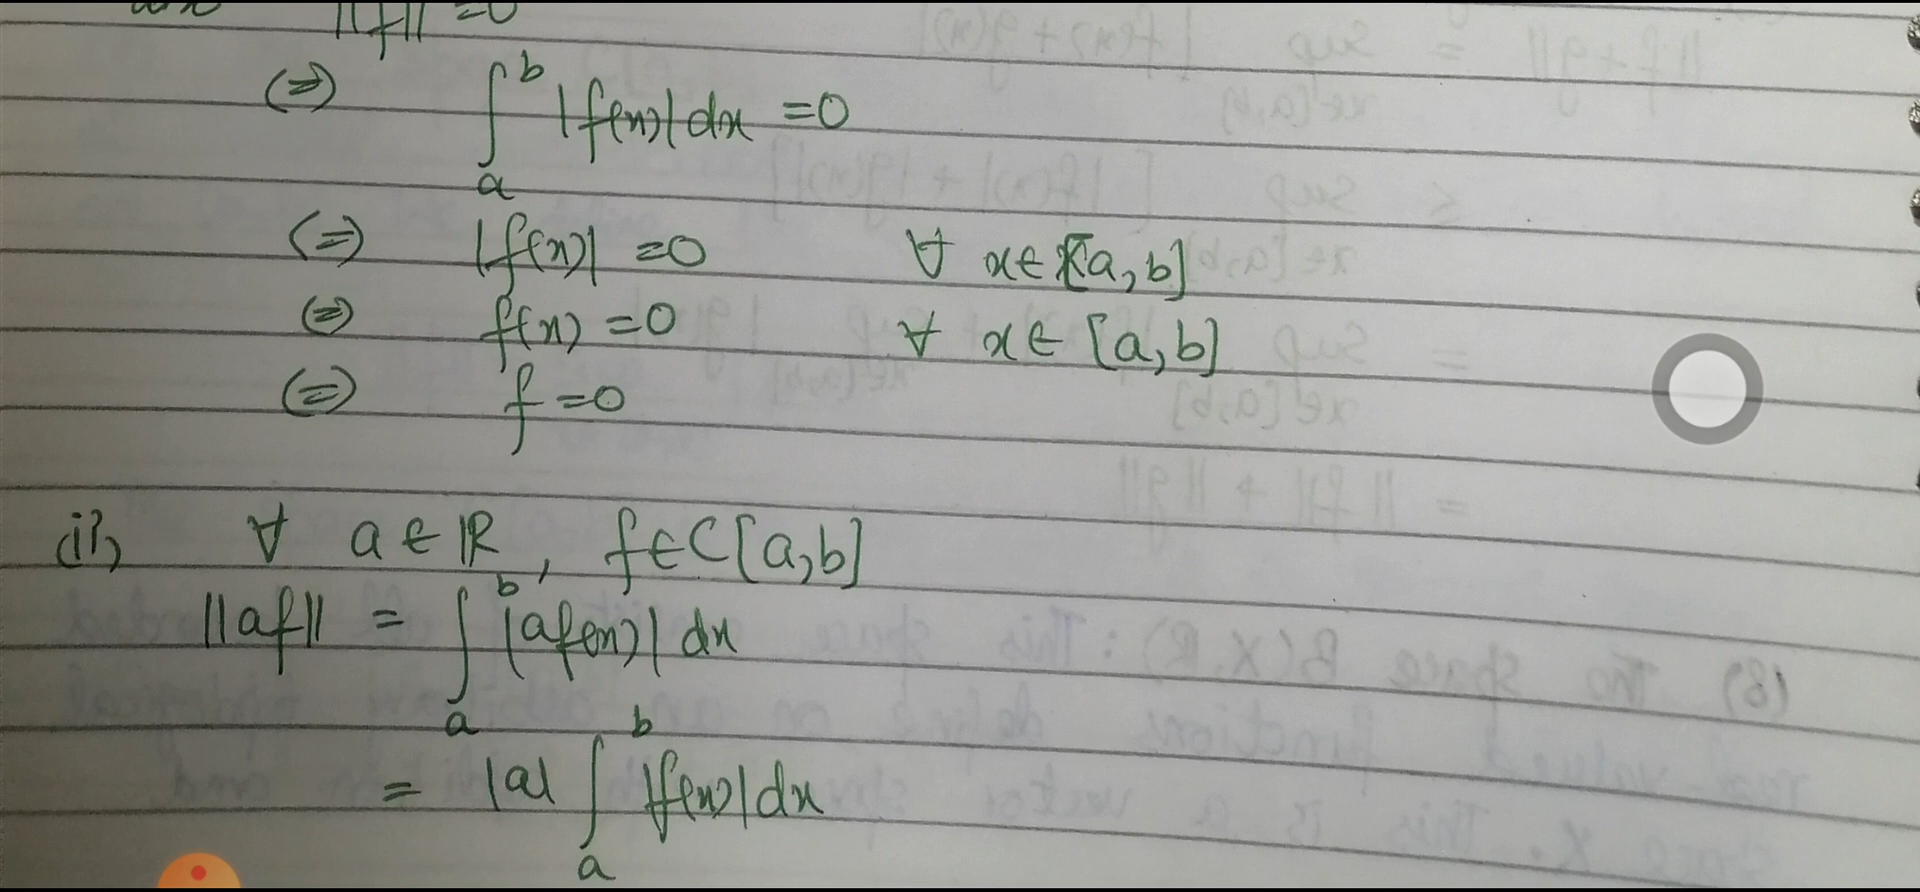 ||f|| =0
(⇒) ∫_a^b |f(x)| dx =0
(=) |f(x)| =0 ∀ x∈ [a, b]
(=) f(x) =0 ∀ x∈ [a, b]
(=) f =0
(ii) ∀ a∈ℝ, f∈C[a,b]
||af|| = ∫_a^b |af(x)| dx
= |a| ∫_a^b |f(x)| dx